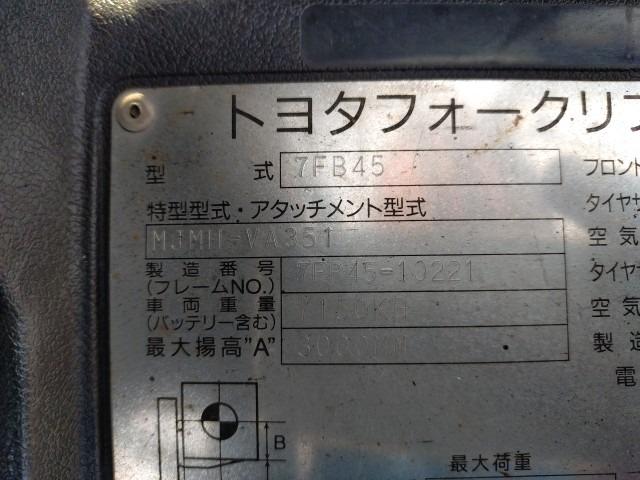 トヨタフォークリフ
型 式 7FB45 フロント
特型型式・アタッチメント型式 タイヤサ
MJMH-VA351 空気
製造番号 7FB45-10221 タイヤ
(フレームNO.)
車両重量 空気
(バッテリー含む)
最大揚高"A" 製造
電
B
最大荷重